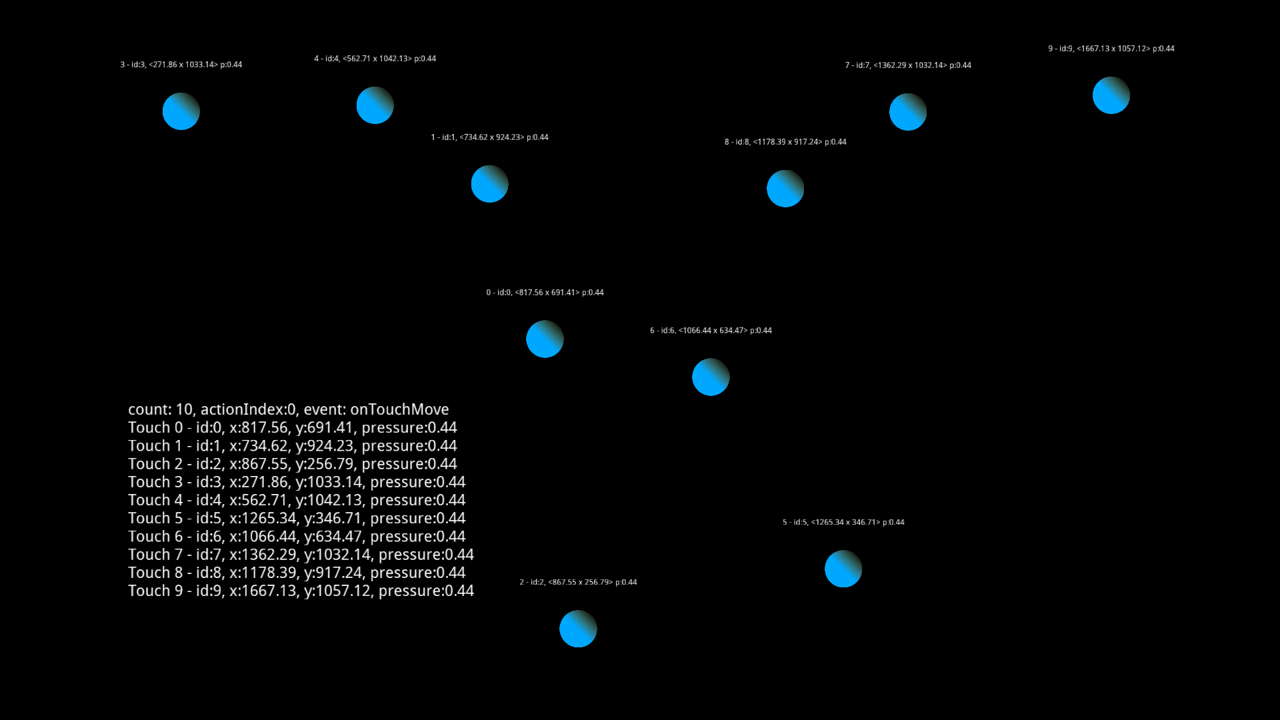 9 - id:9, <1667.13 x 1057.12> p:0.44
4 - id:4, <562.71 x 1042.13> p:0.44
3 - id:3, <271.86 x 1033.14> p:0.44
7 - id:7, <1362.29 x 1032.14> p:0.44
1 - id:1, <734.62 x 924.23> p:0.44
8 - id:8, <1178.39 x 917.24> p:0.44
0 - id:0, <817.56 x 691.41> p:0.44
6 - id:6, <1066.44 x 634.47> p:0.44
count: 10, actionIndex:0, event: onTouchMove
Touch 0 - id:0, x:817.56, y:691.41, pressure:0.44
Touch 1 - id:1, x:734.62, y:924.23, pressure:0.44
Touch 2 - id:2, x:867.55, y:256.79, pressure:0.44
Touch 3 - id:3, x:271.86, y:1033.14, pressure:0.44
Touch 4 - id:4, x:562.71, y:1042.13, pressure:0.44
Touch 5 - id:5, x:1265.34, y:346.71, pressure:0.44
Touch 6 - id:6, x:1066.44, y:634.47, pressure:0.44
Touch 7 - id:7, x:1362.29, y:1032.14, pressure:0.44
Touch 8 - id:8, x:1178.39, y:917.24, pressure:0.44
Touch 9 - id:9, x:1667.13, y:1057.12, pressure:0.44
5 - id:5, <1265.34 x 346.71> p:0.44
2 - id:2, <867.55 x 256.79> p:0.44